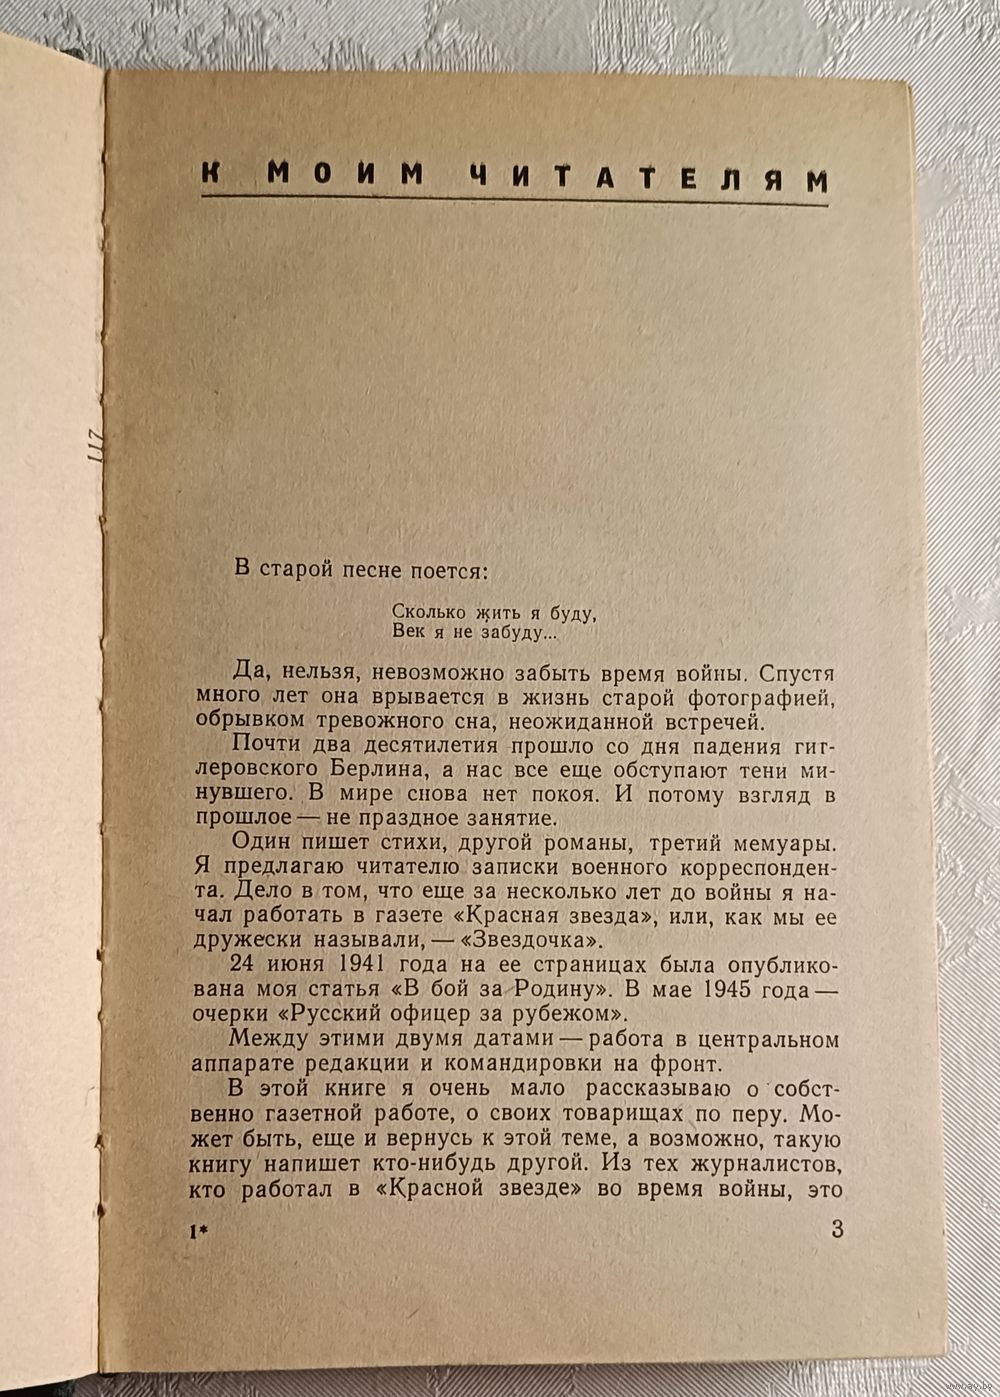 К МОИМ ЧИТАТЕЛЯМ
117
В старой песне поется:
Сколько жить я буду,
Век я не забуду...
Да, нельзя, невозможно забыть время войны. Спустя
много лет она врывается в жизнь старой фотографией,
обрывком тревожного сна, неожиданной встречей.
Почти два десятилетия прошло со дня падения гит-
леровского Берлина, а нас все еще обступают тени ми-
нувшего. В мире снова нет покоя. И потому взгляд в
прошлое — не праздное занятие.
Один пишет стихи, другой романы, третий мемуары.
Я предлагаю читателю записки военного корреспонден-
та. Дело в том, что еще за несколько лет до войны я на-
чал работать в газете «Красная звезда», или, как мы ее
дружески называли, — «Звездочка».
24 июня 1941 года на ее страницах была опублико-
вана моя статья «В бой за Родину». В мае 1945 года —
очерки «Русский офицер за рубежом».
Между этими двумя датами — работа в центральном
аппарате редакции и командировки на фронт.
В этой книге я очень мало рассказываю о собст-
венно газетной работе, о своих товарищах по перу. Мо-
жет быть, еще и вернусь к этой теме, а возможно, такую
книгу напишет кто-нибудь другой. Из тех журналистов,
кто работал в «Красной звезде» во время войны, это
1*
3
www.ay.by